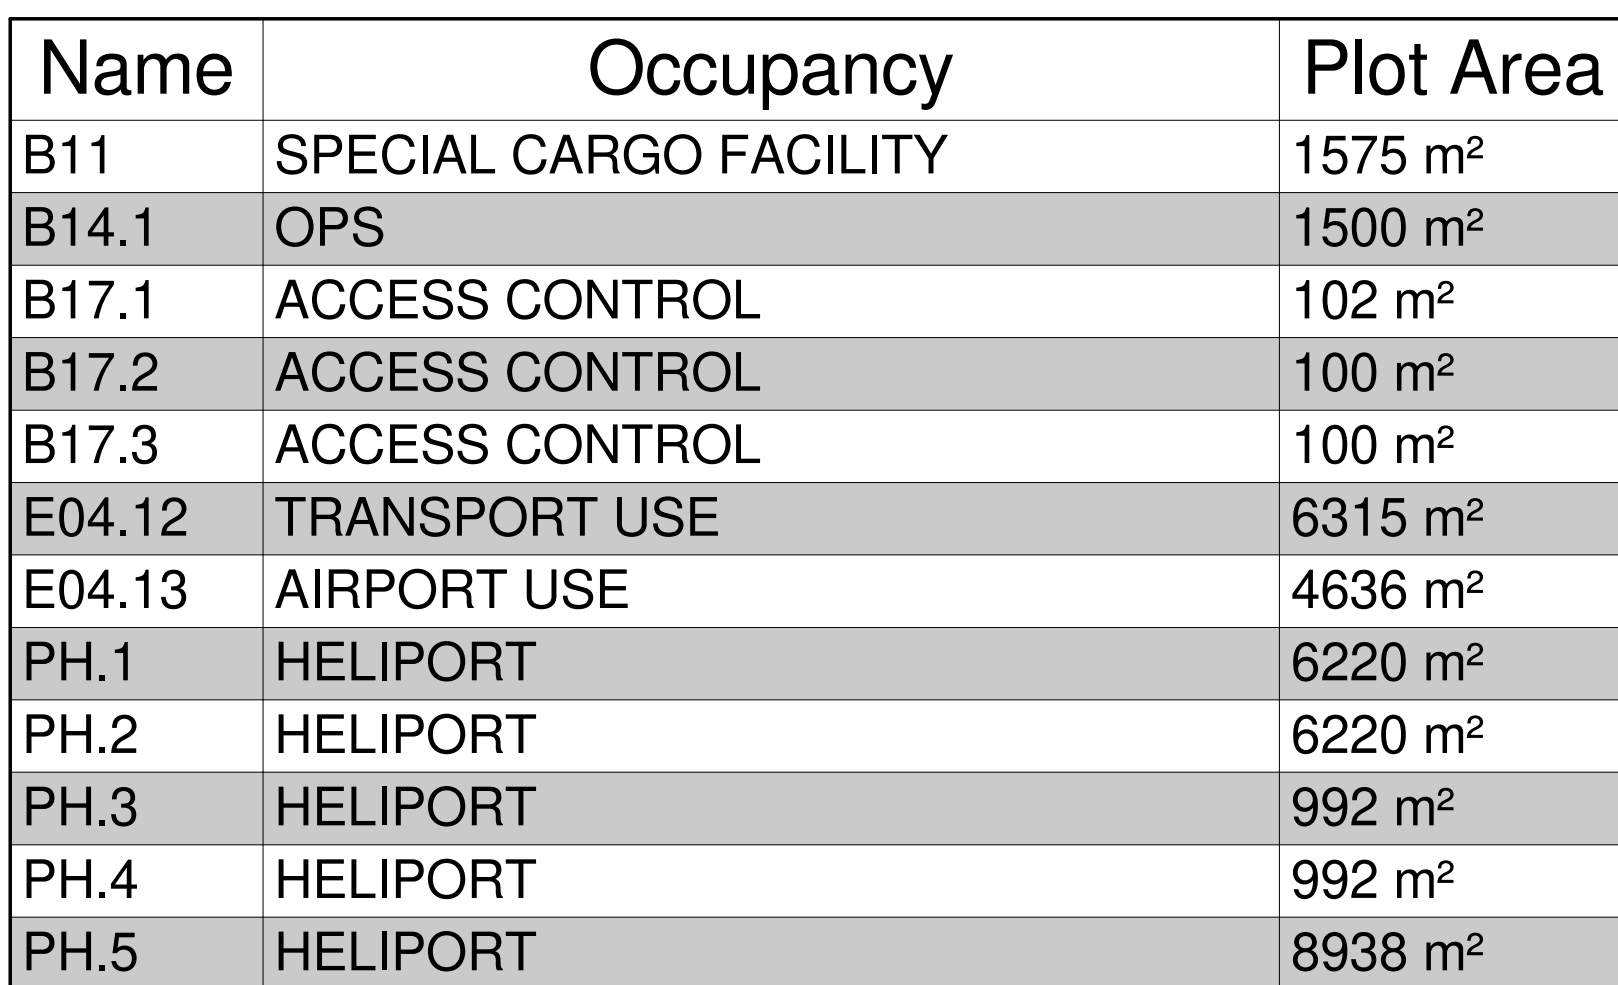 Name Occupancy Plot Area
B11 SPECIAL CARGO FACILITY 1575 m²
B14.1 OPS 1500 m²
B17.1 ACCESS CONTROL 102 m²
B17.2 ACCESS CONTROL 100 m²
B17.3 ACCESS CONTROL 100 m²
E04.12 TRANSPORT USE 6315 m²
E04.13 AIRPORT USE 4636 m²
PH.1 HELIPORT 6220 m²
PH.2 HELIPORT 6220 m²
PH.3 HELIPORT 992 m²
PH.4 HELIPORT 992 m²
PH.5 HELIPORT 8938 m²